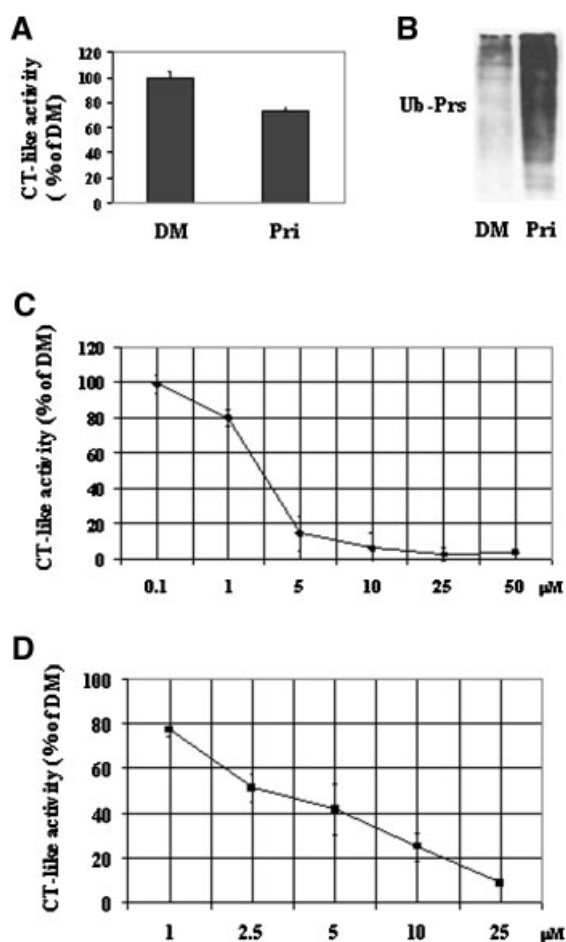 A
CT-like activity
( % of DM)
120
100
80
60
40
20
0
DM Pri
B
Ub-Prs
DM Pri
C
CT-like activity (% of DM)
120
100
80
60
40
20
0
0.1 1 5 10 25 50 µM
D
CT-like activity (% of DM)
100
80
60
40
20
0
1 2.5 5 10 25 µM